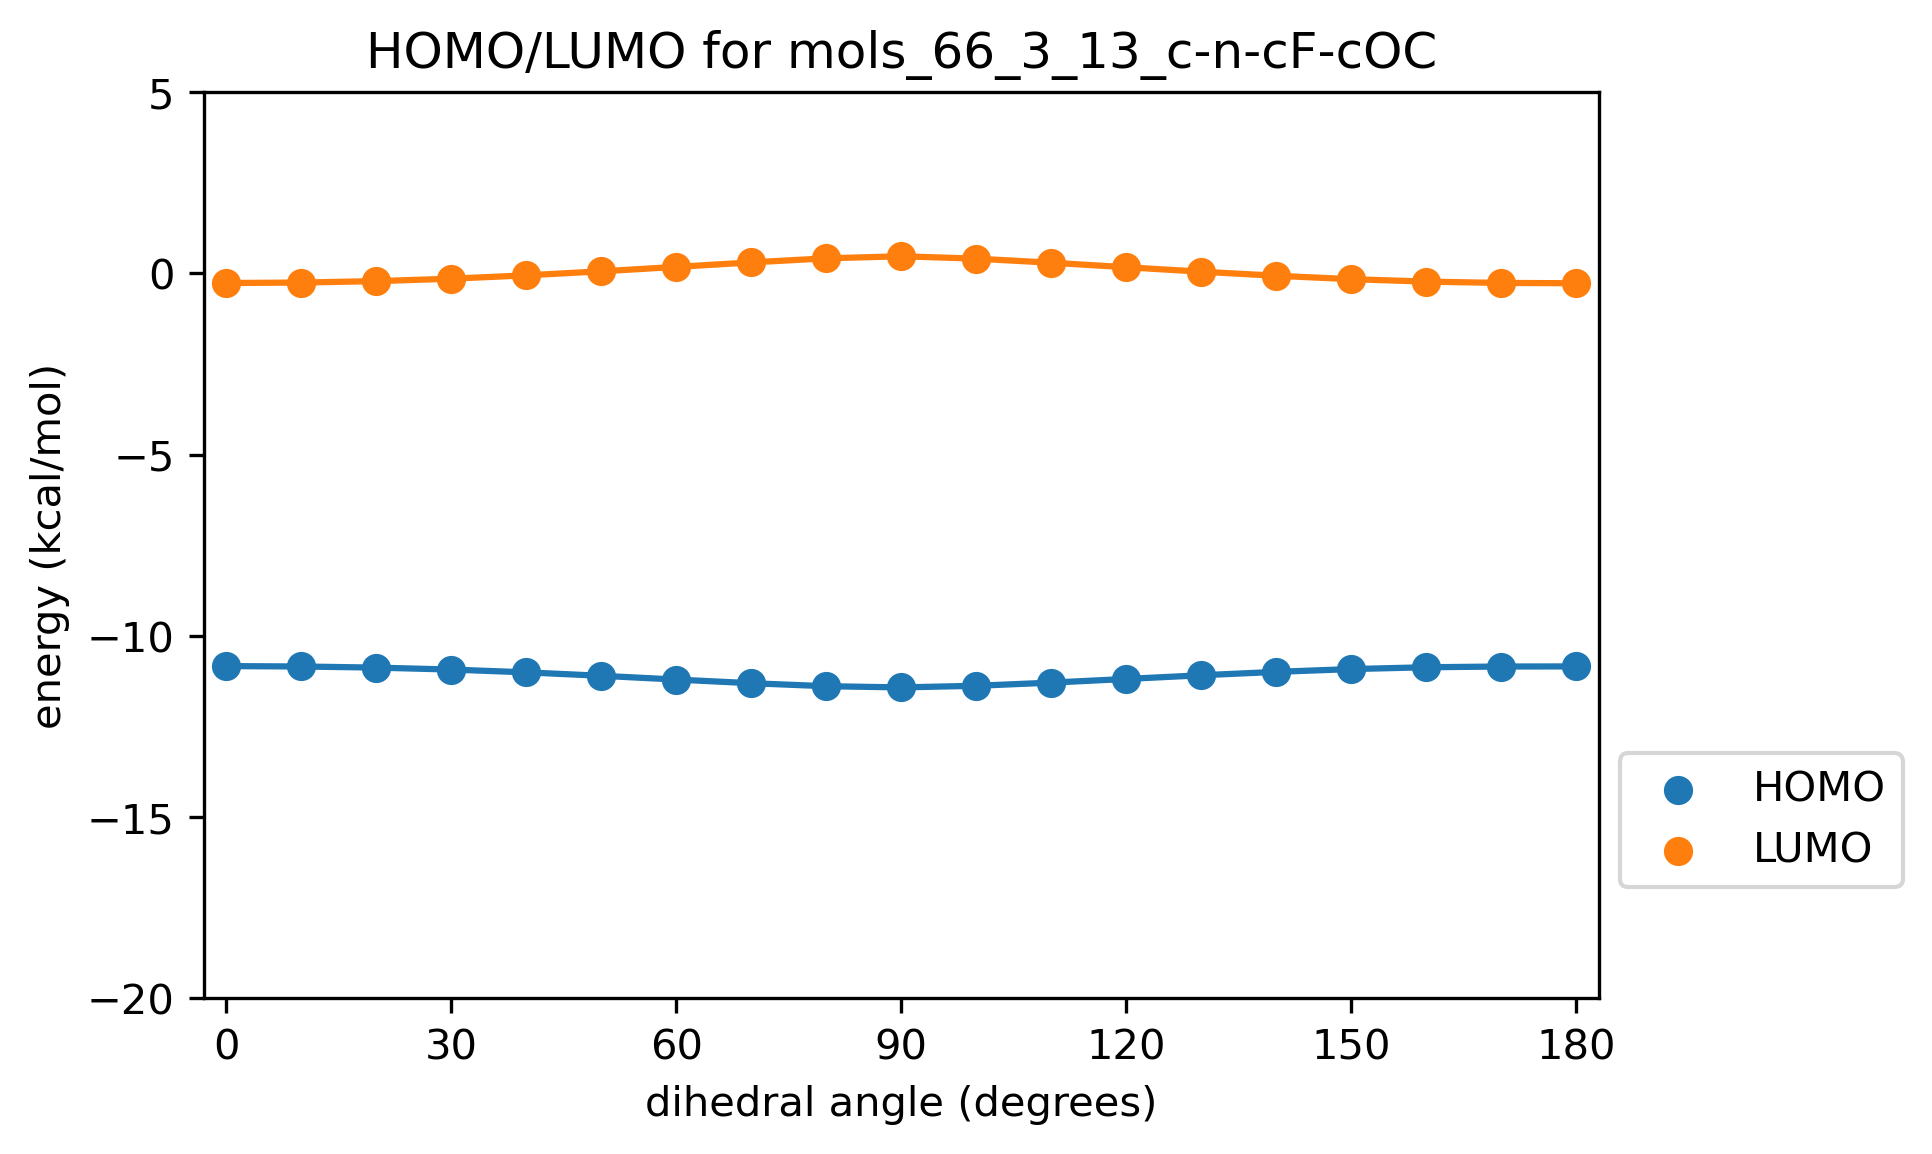 HOMO/LUMO for mols_66_3_13_c-n-cF-cOC
5
0
−5
−10
−15
−20
energy (kcal/mol)
0 30 60 90 120 150 180
dihedral angle (degrees)
HOMO
LUMO